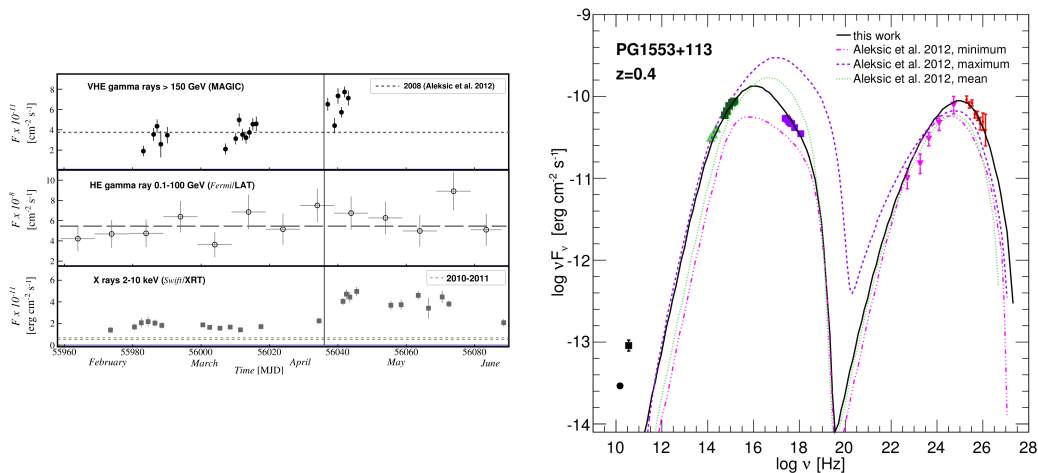 VHE gamma rays > 150 GeV (MAGIC)
2008 (Aleksic et al. 2012)
F x 10⁻¹¹
[cm⁻² s⁻¹]
8
6
4
2
0
HE gamma ray 0.1-100 GeV (Fermi/LAT)
F x 10⁻⁸
[cm⁻² s⁻¹]
10
8
6
4
2
0
X rays 2-10 keV (Swift/XRT)
2010-2011
F x 10⁻¹¹
[erg cm⁻² s⁻¹]
6
4
2
0
55960 55980 56000 56020 56040 56060 56080
February March April May June
Time [MJD]
PG1553+113
z=0.4
this work
Aleksic et al. 2012, minimum
Aleksic et al. 2012, maximum
Aleksic et al. 2012, mean
log νFν [erg cm⁻² s⁻¹]
-9
-10
-11
-12
-13
-14
10 12 14 16 18 20 22 24 26 28
log ν [Hz]